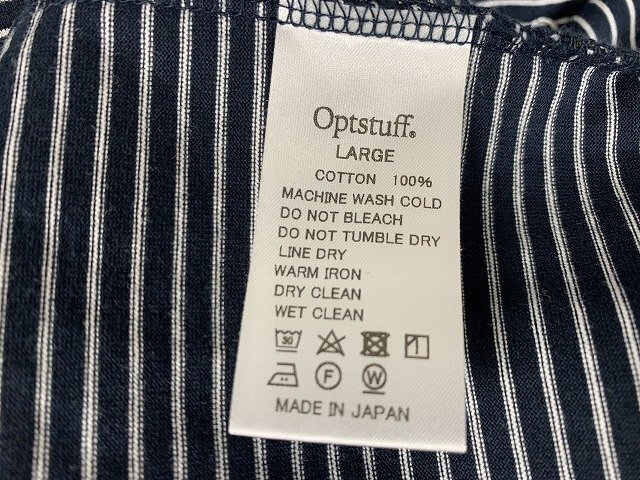 Optstuff®
LARGE
COTTON 100%
MACHINE WASH COLD
DO NOT BLEACH
DO NOT TUMBLE DRY
LINE DRY
WARM IRON
DRY CLEAN
WET CLEAN
30
F W
MADE IN JAPAN